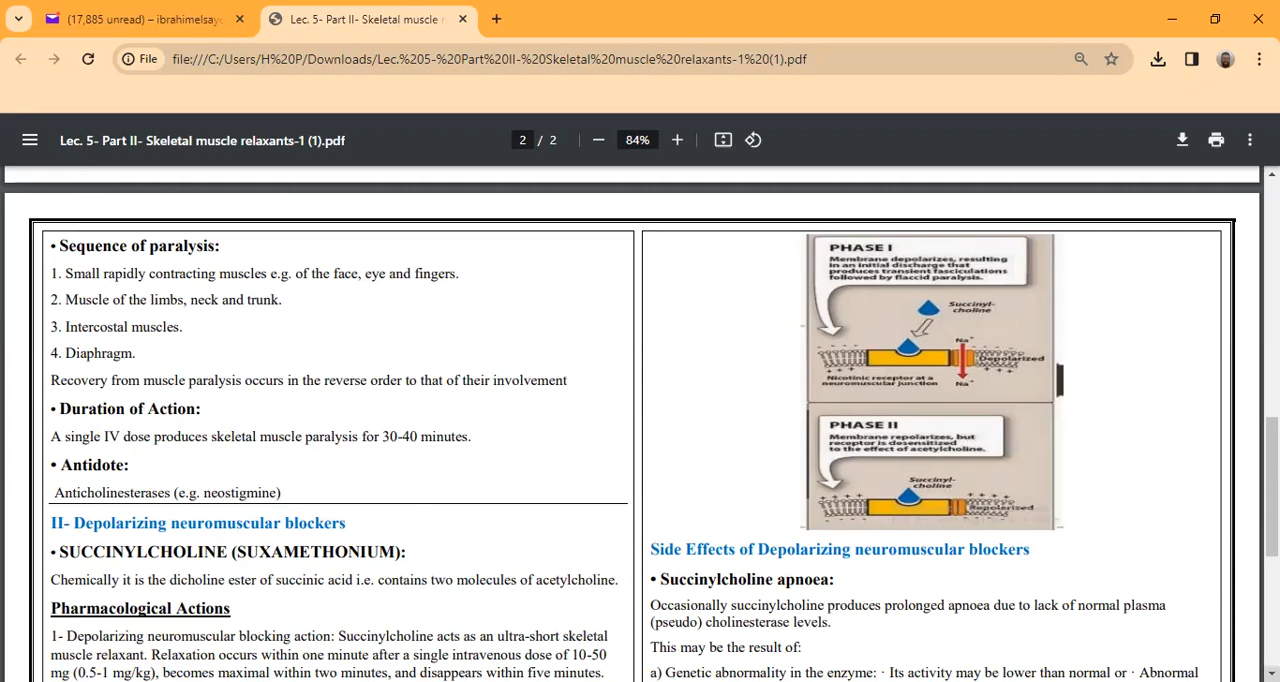 (17,885 unread) – ibrahimelsaye
Lec. 5- Part II- Skeletal muscle r
File
file:///C:/Users/H%20P/Downloads/Lec.%205-%20Part%20II-%20Skeletal%20muscle%20relaxants-1%20(1).pdf
Lec. 5- Part II- Skeletal muscle relaxants-1 (1).pdf
2 / 2
84%
• Sequence of paralysis:
1. Small rapidly contracting muscles e.g. of the face, eye and fingers.
2. Muscle of the limbs, neck and trunk.
3. Intercostal muscles.
4. Diaphragm.
Recovery from muscle paralysis occurs in the reverse order to that of their involvement
• Duration of Action:
A single IV dose produces skeletal muscle paralysis for 30-40 minutes.
• Antidote:
Anticholinesterases (e.g. neostigmine)
II- Depolarizing neuromuscular blockers
• SUCCINYLCHOLINE (SUXAMETHONIUM):
Chemically it is the dicholine ester of succinic acid i.e. contains two molecules of acetylcholine.
Pharmacological Actions
1- Depolarizing neuromuscular blocking action: Succinylcholine acts as an ultra-short skeletal
muscle relaxant. Relaxation occurs within one minute after a single intravenous dose of 10-50
mg (0.5-1 mg/kg), becomes maximal within two minutes, and disappears within five minutes.
PHASE I
Membrane depolarizes, resulting
in an initial discharge that
produces transient fasciculations
followed by flaccid paralysis.
Succinyl-
choline
Na+
Depolarized
Nicotinic receptor at a
neuromuscular junction
Na+
PHASE II
Membrane repolarizes, but
receptor is desensitized
to the effect of acetylcholine.
Succinyl-
choline
Repolarized
Side Effects of Depolarizing neuromuscular blockers
• Succinylcholine apnoea:
Occasionally succinylcholine produces prolonged apnoea due to lack of normal plasma
(pseudo) cholinesterase levels.
This may be the result of:
a) Genetic abnormality in the enzyme: · Its activity may be lower than normal or · Abnormal